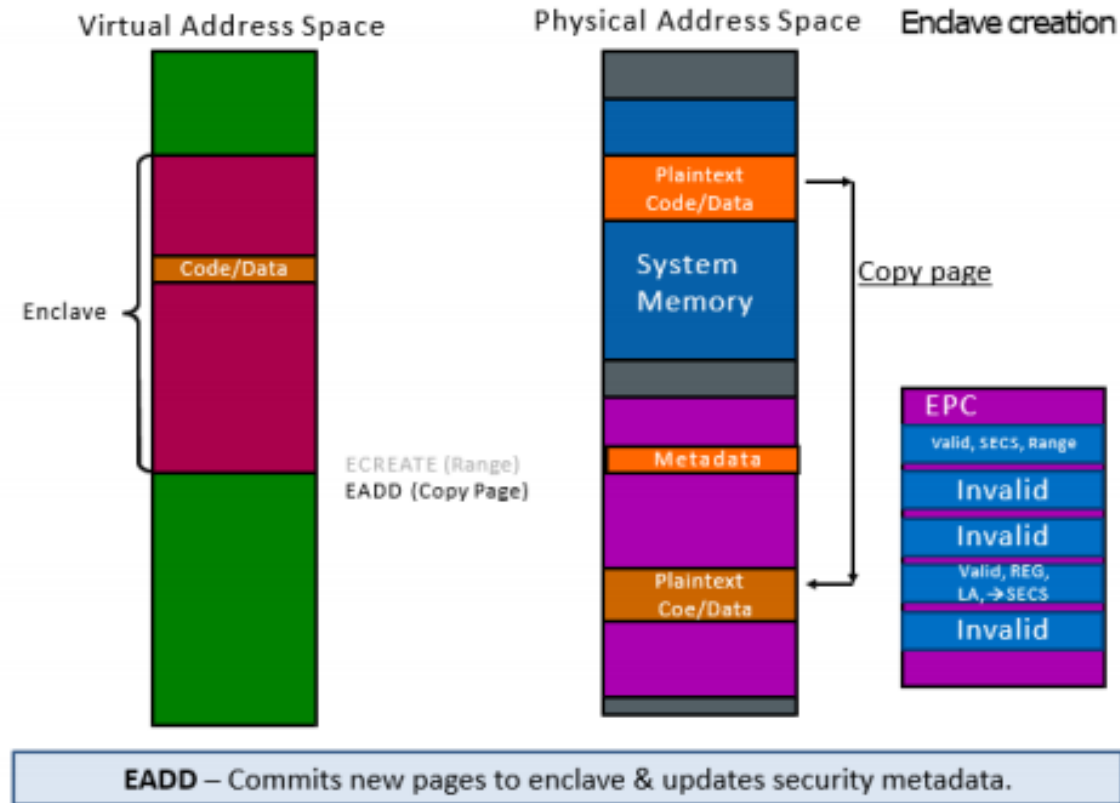 Virtual Address Space
Physical Address Space
Enclave creation
Plaintext
Code/Data
Code/Data
System
Memory
Copy page
Enclave
EPC
Valid, SECS, Range
Metadata
ECREATE (Range)
EADD (Copy Page)
Invalid
Invalid
Plaintext
Coe/Data
Valid, REG,
LA, →SECS
Invalid
EADD – Commits new pages to enclave & updates security metadata.